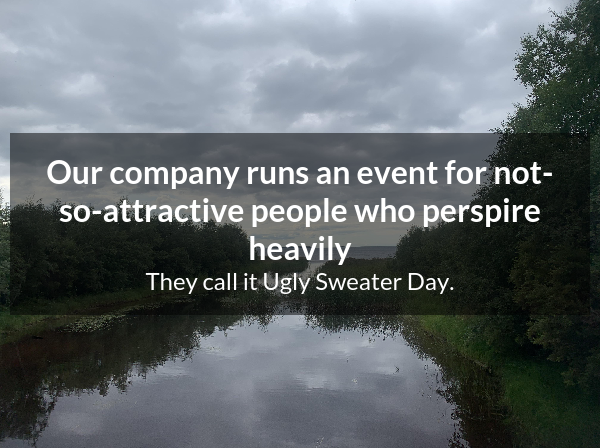 Our company runs an event for not-
so-attractive people who perspire
heavily
They call it Ugly Sweater Day.